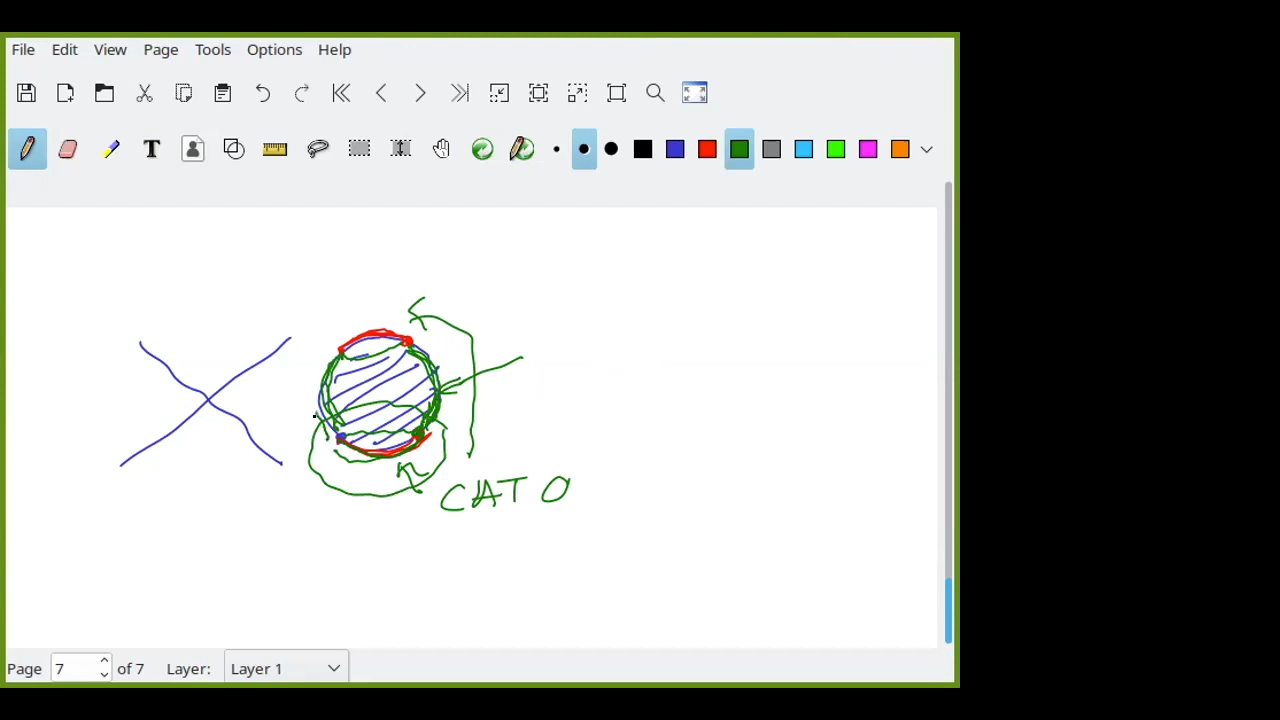 File Edit View Page Tools Options Help
T
CAT O
Page 7 of 7 Layer: Layer 1